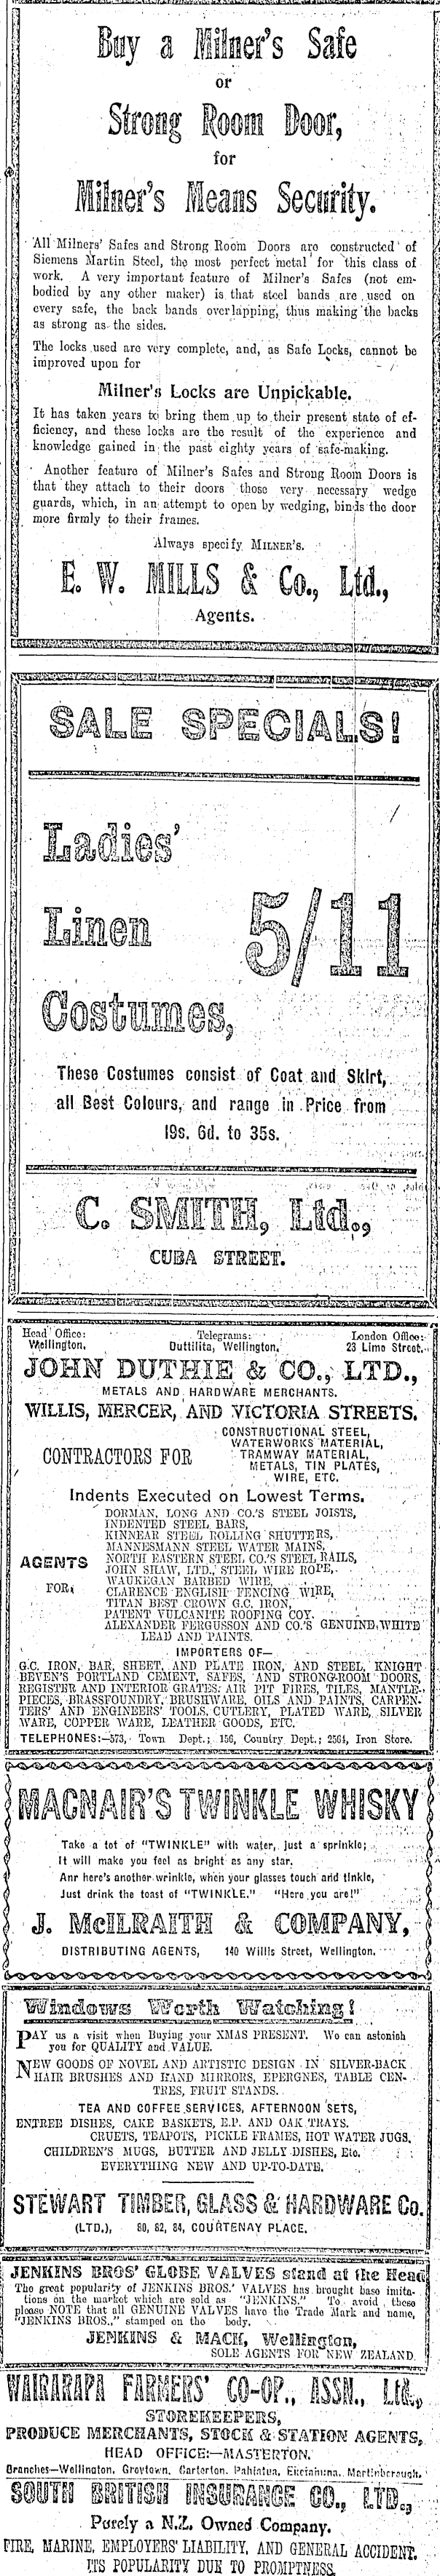 Buy a Milner's Safe
or
Strong Room Door,
for
Milner's Means Security.
All Milners' Safes and Strong Room Doors are constructed of
Siemens Martin Steel, the most perfect metal for this class of
work. A very important feature of Milner's Safes (not em-
bodied by any other maker) is that steel bands are used on
every safe, the back bands overlapping, thus making the backs
as strong as the sides.
The locks used are very complete, and, as Safe Locks, cannot be
improved upon for
Milner's Locks are Unpickable.
It has taken years to bring them up to their present state of ef-
ficiency, and these locks are the result of the experience and
knowledge gained in the past eighty years of safe-making.
Another feature of Milner's Safes and Strong Room Doors is
that they attach to their doors those very necessary wedge
guards, which, in an attempt to open by wedging, binds the door
more firmly to their frames.
Always specify MILNER'S.
E. W. MILLS & Co., Ltd.,
Agents.
SALE SPECIALS!
Ladies'
Linen 5/11
Costumes,
These Costumes consist of Coat and Skirt,
all Best Colours, and range in Price from
19s. 6d. to 35s.
C. SMITH, Ltd.,
CUBA STREET.
Head Office: Telegrams: London Office:
Wellington. Duttilita, Wellington. 23 Lime Street.
JOHN DUTHIE & CO., LTD.,
METALS AND HARDWARE MERCHANTS.
WILLIS, MERCER, AND VICTORIA STREETS.
CONTRACTORS FOR
CONSTRUCTIONAL STEEL,
WATERWORKS MATERIAL,
TRAMWAY MATERIAL,
METALS, TIN PLATES,
WIRE, ETC.
Indents Executed on Lowest Terms.
AGENTS
FOR
DORMAN, LONG AND CO.'S STEEL JOISTS,
INDENTED STEEL BARS,
KINNEAR STEEL ROLLING SHUTTERS,
MANNESMANN STEEL WATER MAINS,
NORTH EASTERN STEEL CO.'S STEEL RAILS,
JOHN SHAW, LTD., STEEL WIRE ROPE,
WAUKEGAN BARBED WIRE,
CLARENCE ENGLISH FENCING WIRE,
TITAN BEST CROWN G.C. IRON,
PATENT VULCANITE ROOFING COY.
ALEXANDER FERGUSSON AND CO.'S GENUINE WHITE
LEAD AND PAINTS.
IMPORTERS OF—
G.C. IRON, BAR, SHEET, AND PLATE IRON, AND STEEL, KNIGHT
BEVEN'S PORTLAND CEMENT, SAFES, AND STRONG-ROOM DOORS,
REGISTER AND INTERIOR GRATES, AIR PIT FIRES, TILES, MANTLE-
PIECES, BRASSFOUNDRY, BRUSHWARE, OILS AND PAINTS, CARPEN-
TERS' AND ENGINEERS' TOOLS, CUTLERY, PLATED WARE, SILVER
WARE, COPPER WARE, LEATHER GOODS, ETC.
TELEPHONES:—573, Town Dept.; 156, Country Dept.; 2564, Iron Store.
MACNAIR'S TWINKLE WHISKY
Take a tot of "TWINKLE" with water, just a sprinkle;
It will make you feel as bright as any star.
Anr here's another wrinkle, when your glasses touch and tinkle,
Just drink the toast of "TWINKLE." "Here you are!"
J. McILRAITH & COMPANY,
DISTRIBUTING AGENTS, 140 Willis Street, Wellington.
Windows Worth Watching!
PAY us a visit when Buying your XMAS PRESENT. We can astonish
you for QUALITY and VALUE.
NEW GOODS OF NOVEL AND ARTISTIC DESIGN IN SILVER-BACK
HAIR BRUSHES AND HAND MIRRORS, EPERGNES, TABLE CEN-
TRES, FRUIT STANDS.
TEA AND COFFEE SERVICES, AFTERNOON SETS,
ENTREE DISHES, CAKE BASKETS, E.P. AND OAK TRAYS.
CRUETS, TEAPOTS, PICKLE FRAMES, HOT WATER JUGS.
CHILDREN'S MUGS, BUTTER AND JELLY DISHES, Etc.
EVERYTHING NEW AND UP-TO-DATE.
STEWART TIMBER, GLASS & HARDWARE Co.
(LTD.), 80, 82, 84, COURTENAY PLACE.
JENKINS BROS' GLOBE VALVES stand at the Head
The great popularity of JENKINS BROS.' VALVES has brought base imita-
tions on the market which are sold as "JENKINS." To avoid these
please NOTE that all GENUINE VALVES have the Trade Mark and name,
"JENKINS BROS.," stamped on the body.
JENKINS & MACK, Wellington,
SOLE AGENTS FOR NEW ZEALAND.
WAIRARAPA FARMERS' CO-OP., ASSN., Ltd.,
STOREKEEPERS,
PRODUCE MERCHANTS, STOCK & STATION AGENTS,
HEAD OFFICE:—MASTERTON.
Branches—Wellington, Greytown, Carterton, Pahiatua, Eketahuna, Martinborough.
SOUTH BRITISH INSURANCE CO., LTD.,
Purely a N.Z. Owned Company.
FIRE, MARINE, EMPLOYERS' LIABILITY, AND GENERAL ACCIDENT.
ITS POPULARITY DUE TO PROMPTNESS.